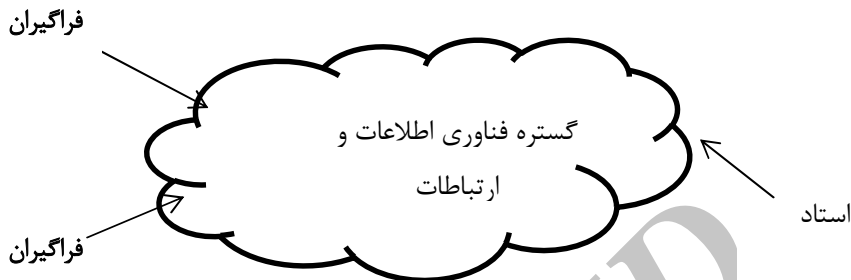 فراگیران
گستره فناوری اطلاعات و
ارتباطات
استاد
فراگیران